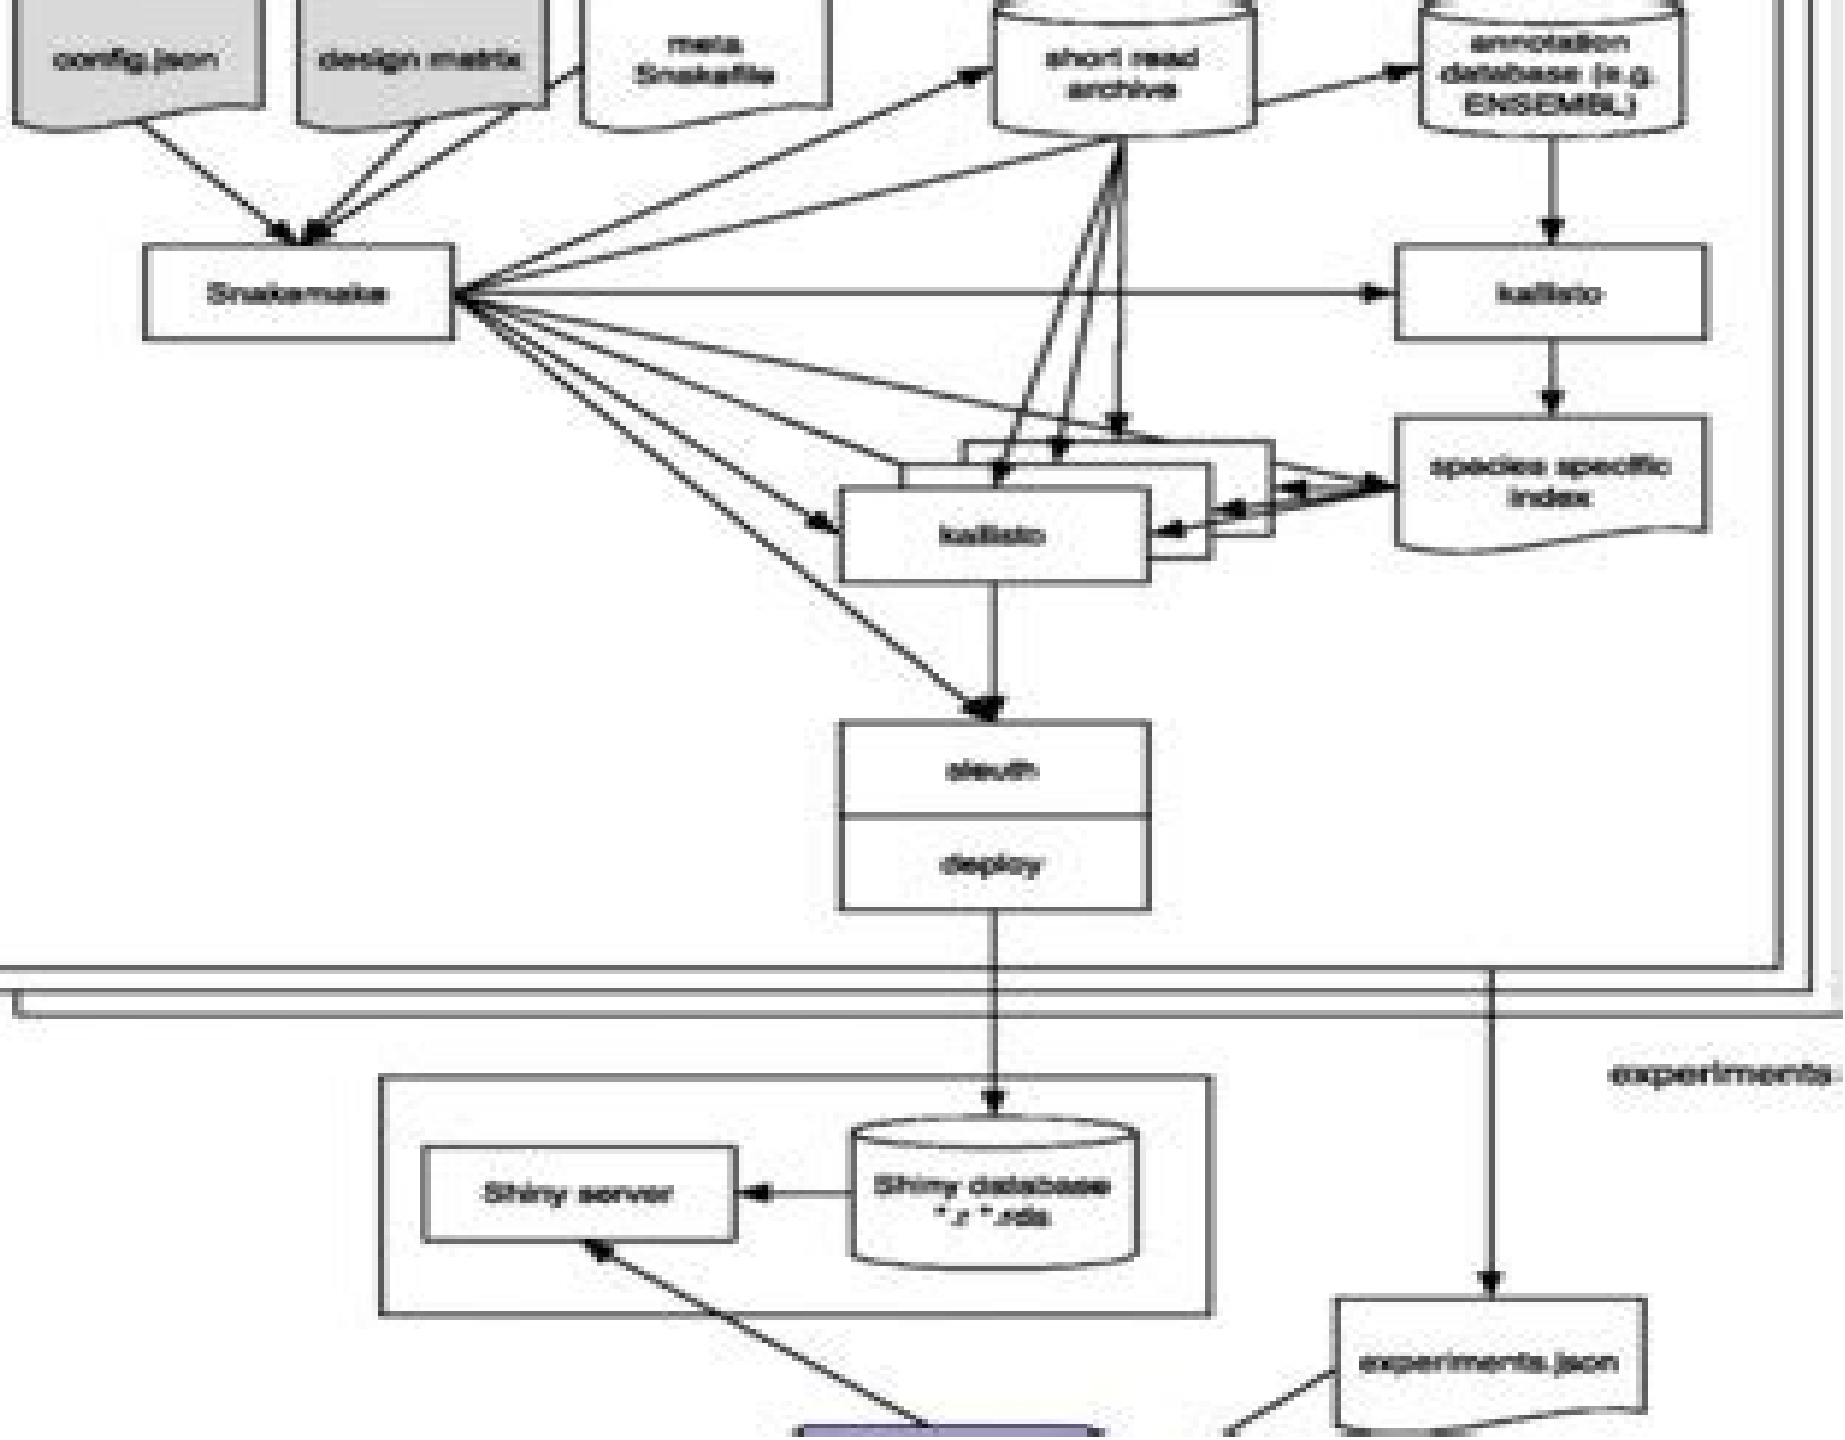 config.json
design matrix
meta
Snakefile
short read
archive
annotation
database (e.g.
ENSEMBL)
Snakemake
kallisto
species specific
index
kallisto
sleuth
deploy
experiments
Shiny server
Shiny database
*.r *.rds
experiments.json